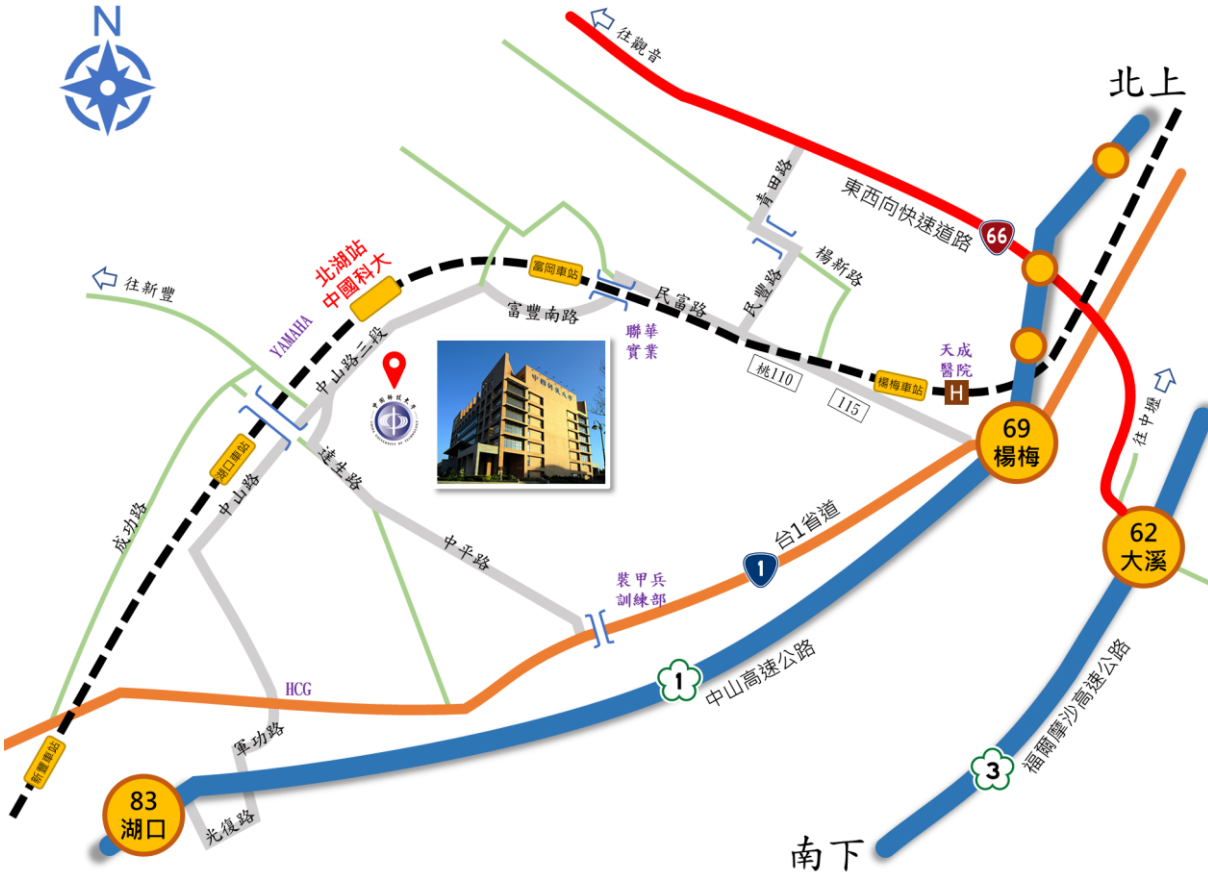 N
北上
往觀音
青田路
東西向快速道路
66
楊新路
民豐路
北湖站
中國科大
富岡車站
往新豐
YAMAHA
民富路
富豐南路
聯華
實業
中山路三段
天成
醫院
桃110
楊梅車站
H
115
中國科技大學
69
楊梅
往中壢
湖口車站
中山路
達生路
成功路
中平路
台1省道
1
62
大溪
裝甲兵
訓練部
HCG
1
中山高速公路
軍功路
新豐車站
福爾摩沙高速公路
3
83
湖口
光復路
南下